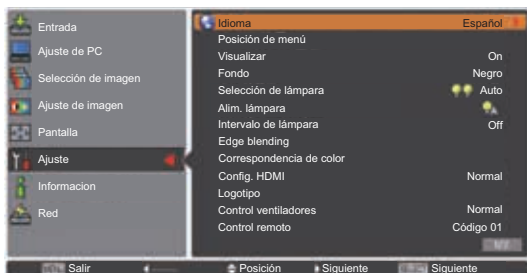 Entrada
Ajuste de PC
Selección de imagen
Ajuste de imagen
Pantalla
Ajuste
Informacion
Red
Idioma Español
Posición de menú
Visualizar On
Fondo Negro
Selección de lámpara Auto
Alim. lámpara
Intervalo de lámpara Off
Edge blending
Correspondencia de color
Config. HDMI Normal
Logotipo
Control ventiladores Normal
Control remoto Código 01
Salir ----- Posición Siguiente Siguiente